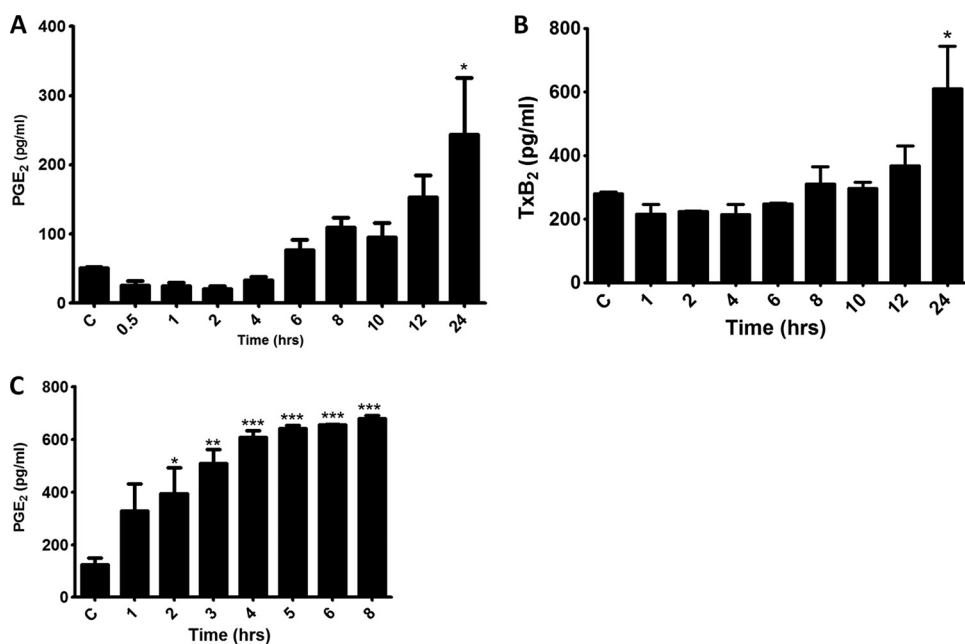 A
400
300
200
100
0
PGE₂ (pg/ml)
*
C 0.5 1 2 4 6 8 10 12 24
Time (hrs)
B
800
600
400
200
0
TxB₂ (pg/ml)
*
C 1 2 4 6 8 10 12 24
Time (hrs)
C
800
600
400
200
0
PGE₂ (pg/ml)
* ** *** *** *** ***
C 1 2 3 4 5 6 8
Time (hrs)